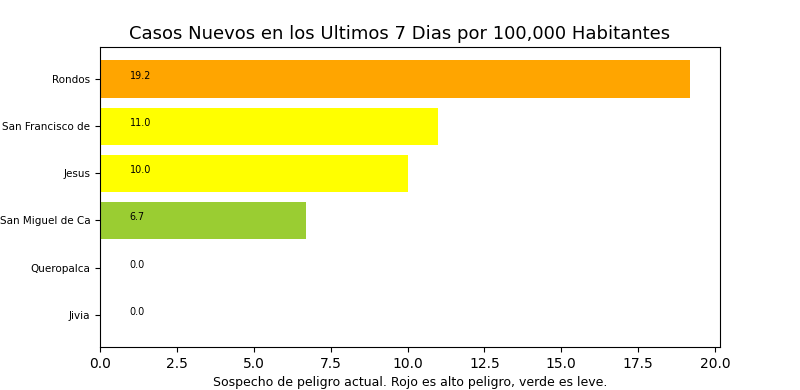 Casos Nuevos en los Ultimos 7 Dias por 100,000 Habitantes
Rondos
19.2
San Francisco de
11.0
Jesus
10.0
San Miguel de Ca
6.7
Queropalca
0.0
Jivia
0.0
0.0 2.5 5.0 7.5 10.0 12.5 15.0 17.5 20.0
Sospecho de peligro actual. Rojo es alto peligro, verde es leve.